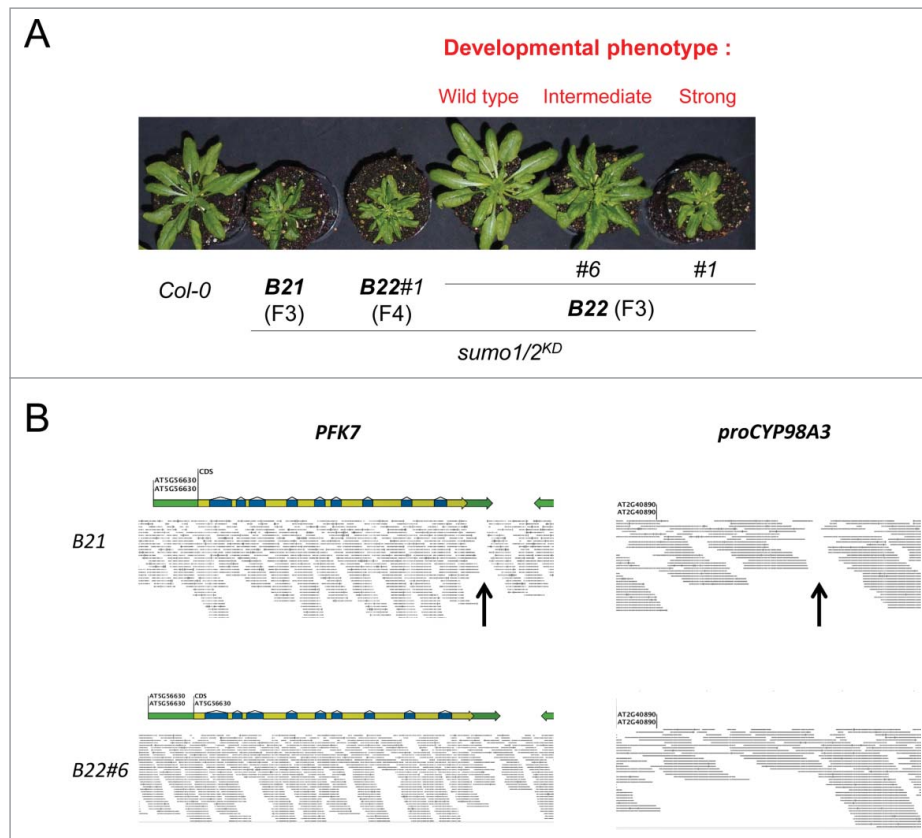 A
Developmental phenotype :
Wild type Intermediate Strong
#6 #1
Col-0 B21 B22#1 B22 (F3)
(F3) (F4)
sumo1/2KD
B
PFK7 proCYP98A3
CDS
AT5G56630
AT5G56630
AT2G40890
AT2G40890
B21
AT5G56630 CDS
AT5G56630 AT5G56630
AT2G40890
AT2G40890
B22#6